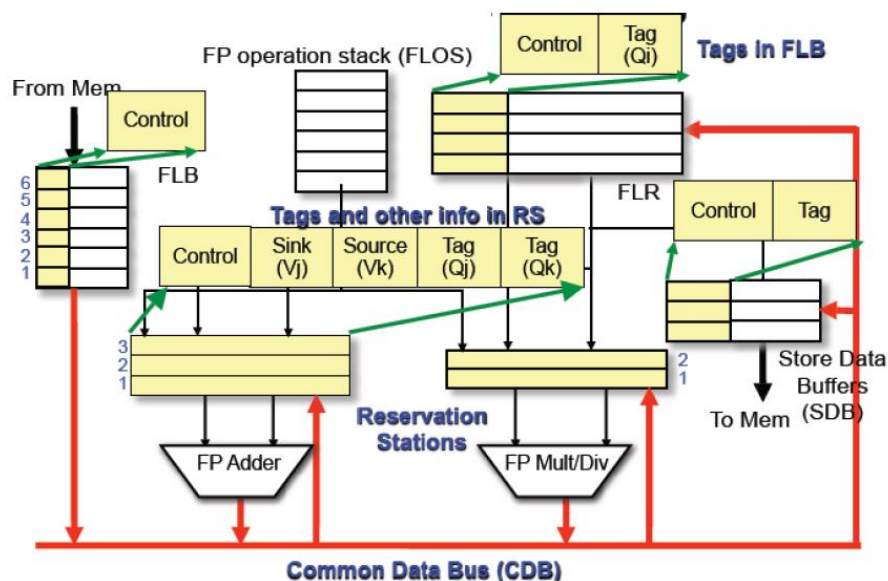 FP operation stack (FLOS)
Control
Tag
(Qi)
Tags in FLB
From Mem
Control
FLB
6
5
4
3
2
1
FLR
Tags and other info in RS
Control
Sink
(Vj)
Source
(Vk)
Tag
(Qj)
Tag
(Qk)
Control
Tag
3
2
1
2
1
Store Data
Buffers
(SDB)
To Mem
Reservation
Stations
FP Adder
FP Mult/Div
Common Data Bus (CDB)